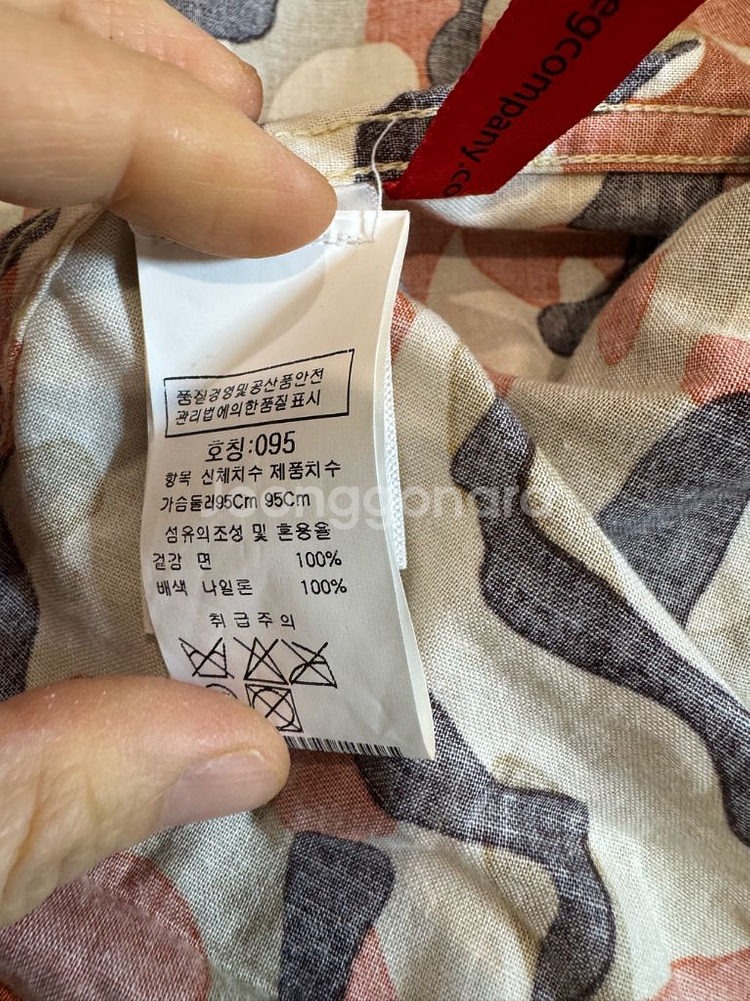 egcompany.co
품질경영및공산품안전
관리법에의한품질표시
호칭:095
항목 신체치수 제품치수
가슴둘레95Cm 95Cm
섬유의조성 및 혼용율
겉감 면 100%
배색 나일론 100%
취급주의
Joonggonara